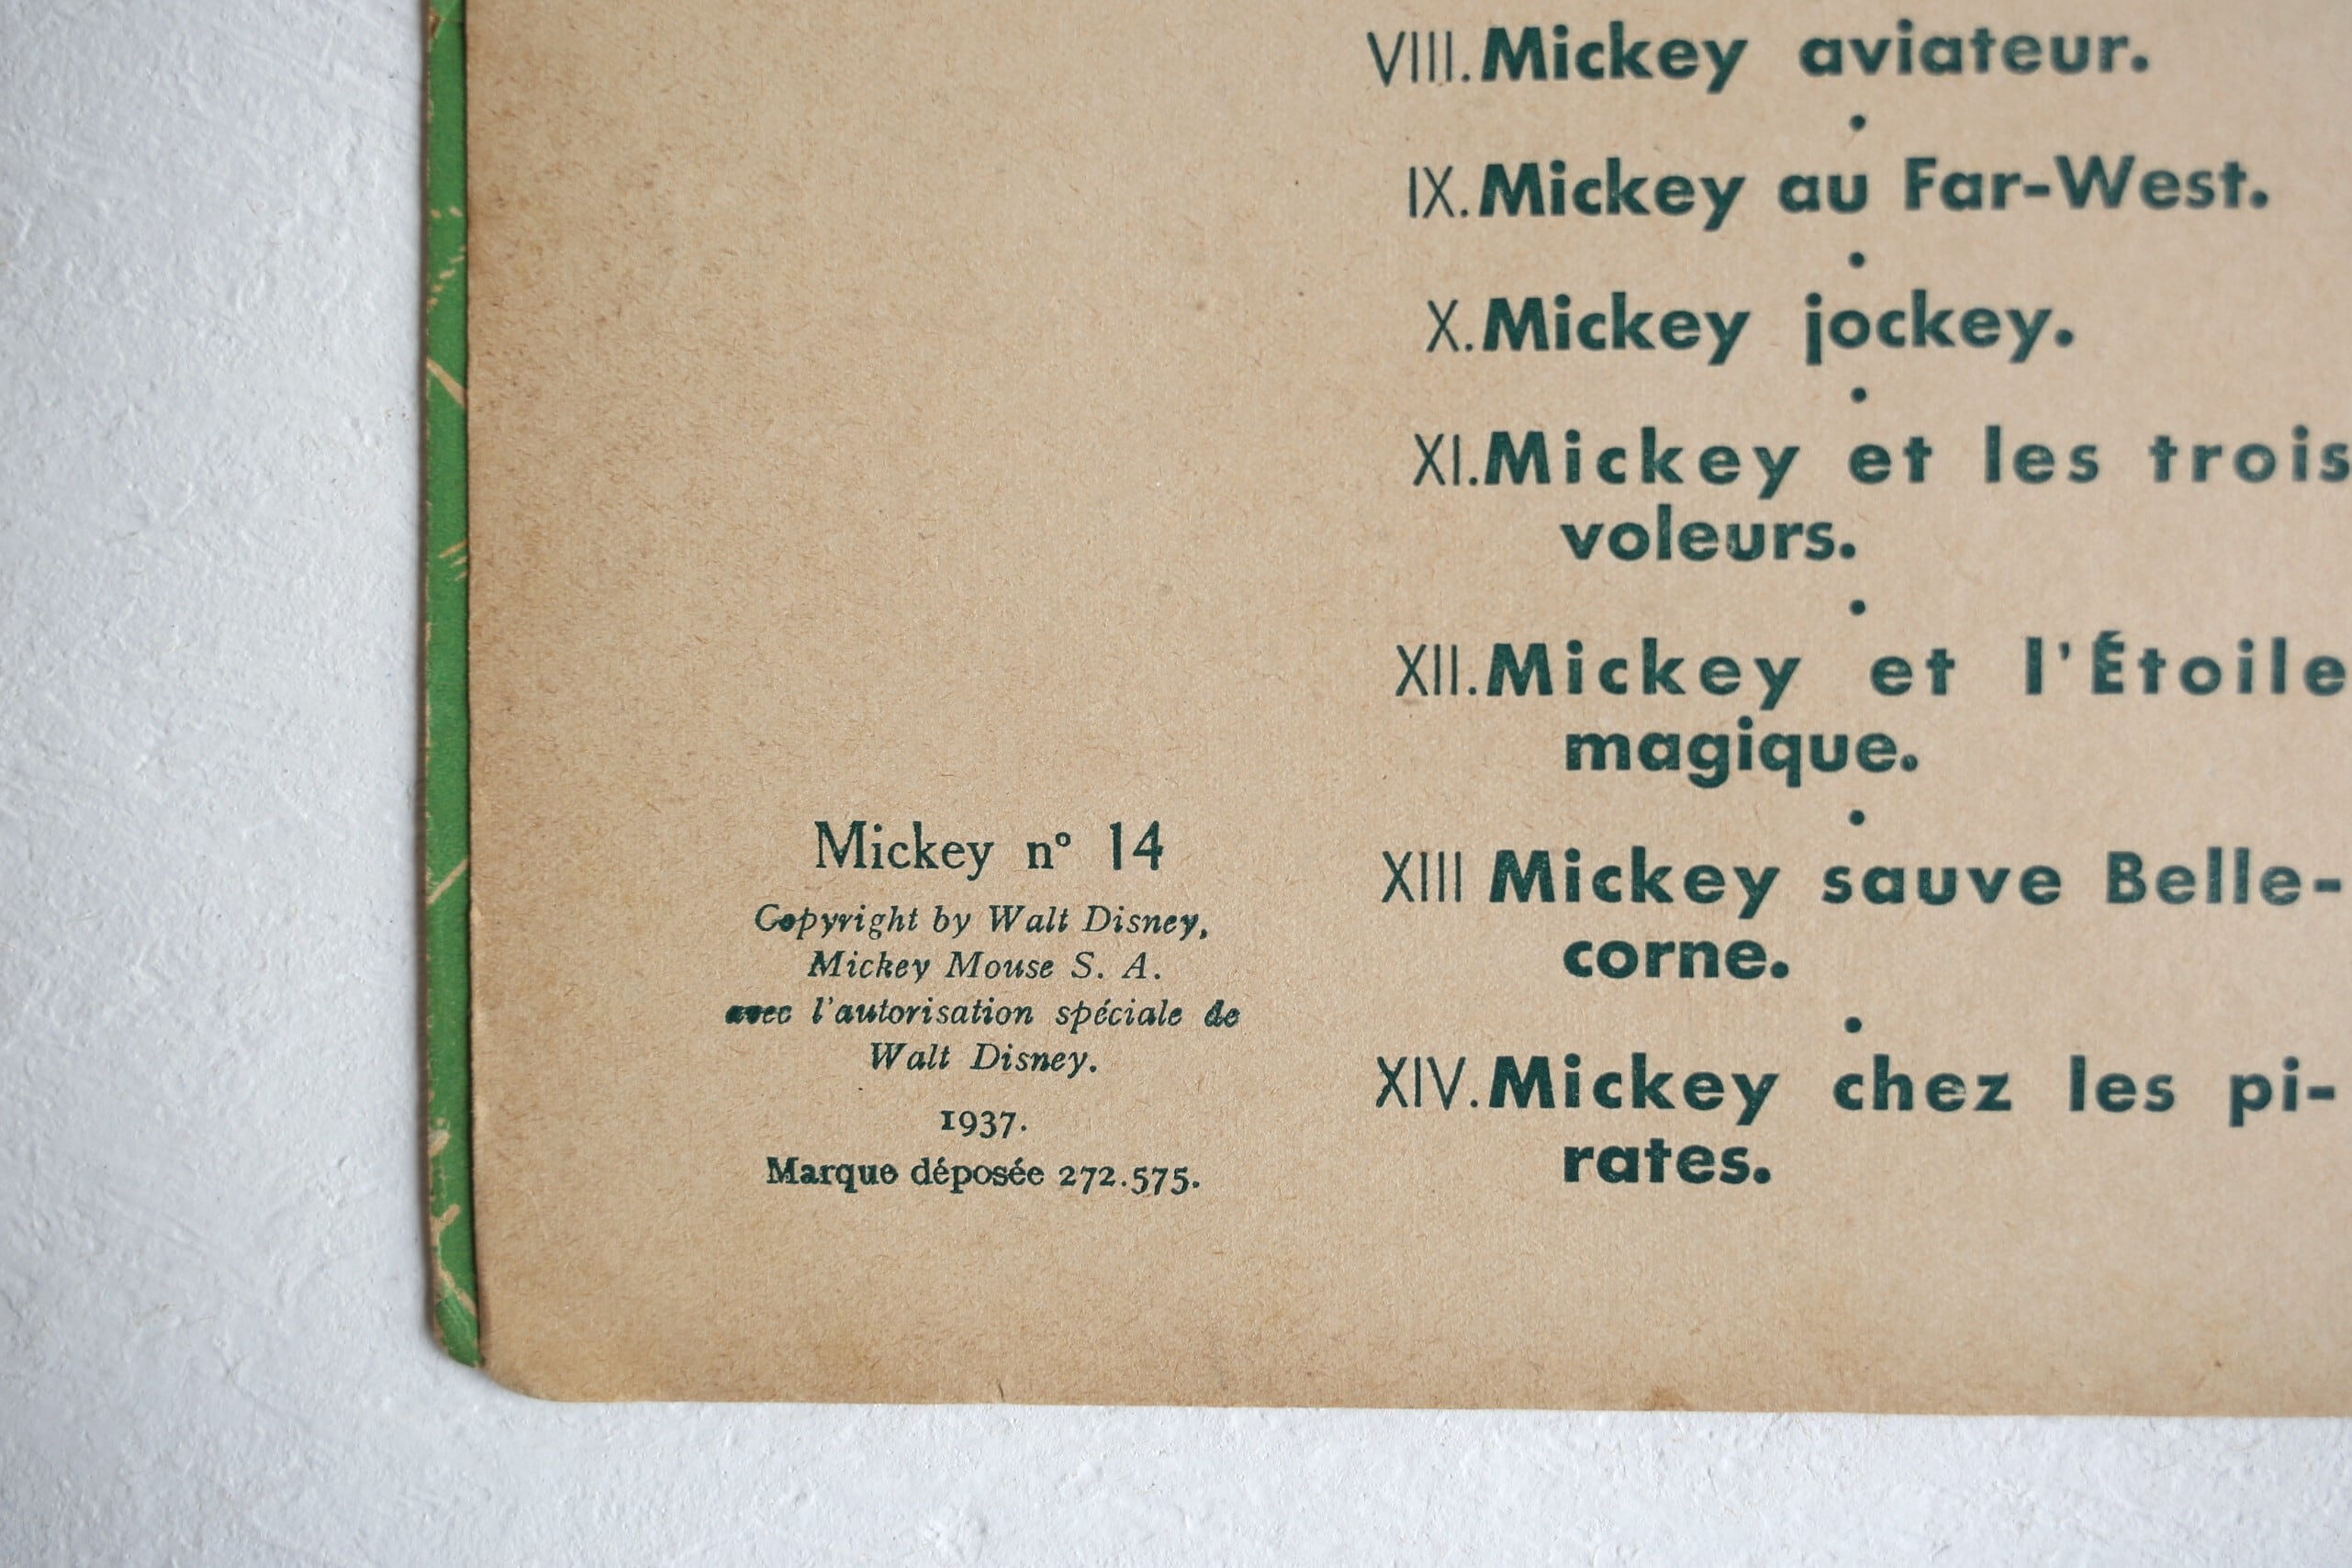 VIII. Mickey aviateur.
•
IX. Mickey au Far-West.
•
X. Mickey jockey.
•
XI. Mickey et les trois
voleurs.
•
XII. Mickey et l'Étoile
magique.
•
XIII Mickey sauve Belle-
corne.
•
XIV. Mickey chez les pi-
rates.
Mickey nº 14
Copyright by Walt Disney,
Mickey Mouse S. A.
avec l'autorisation spéciale de
Walt Disney.
1937.
Marque déposée 272.575.